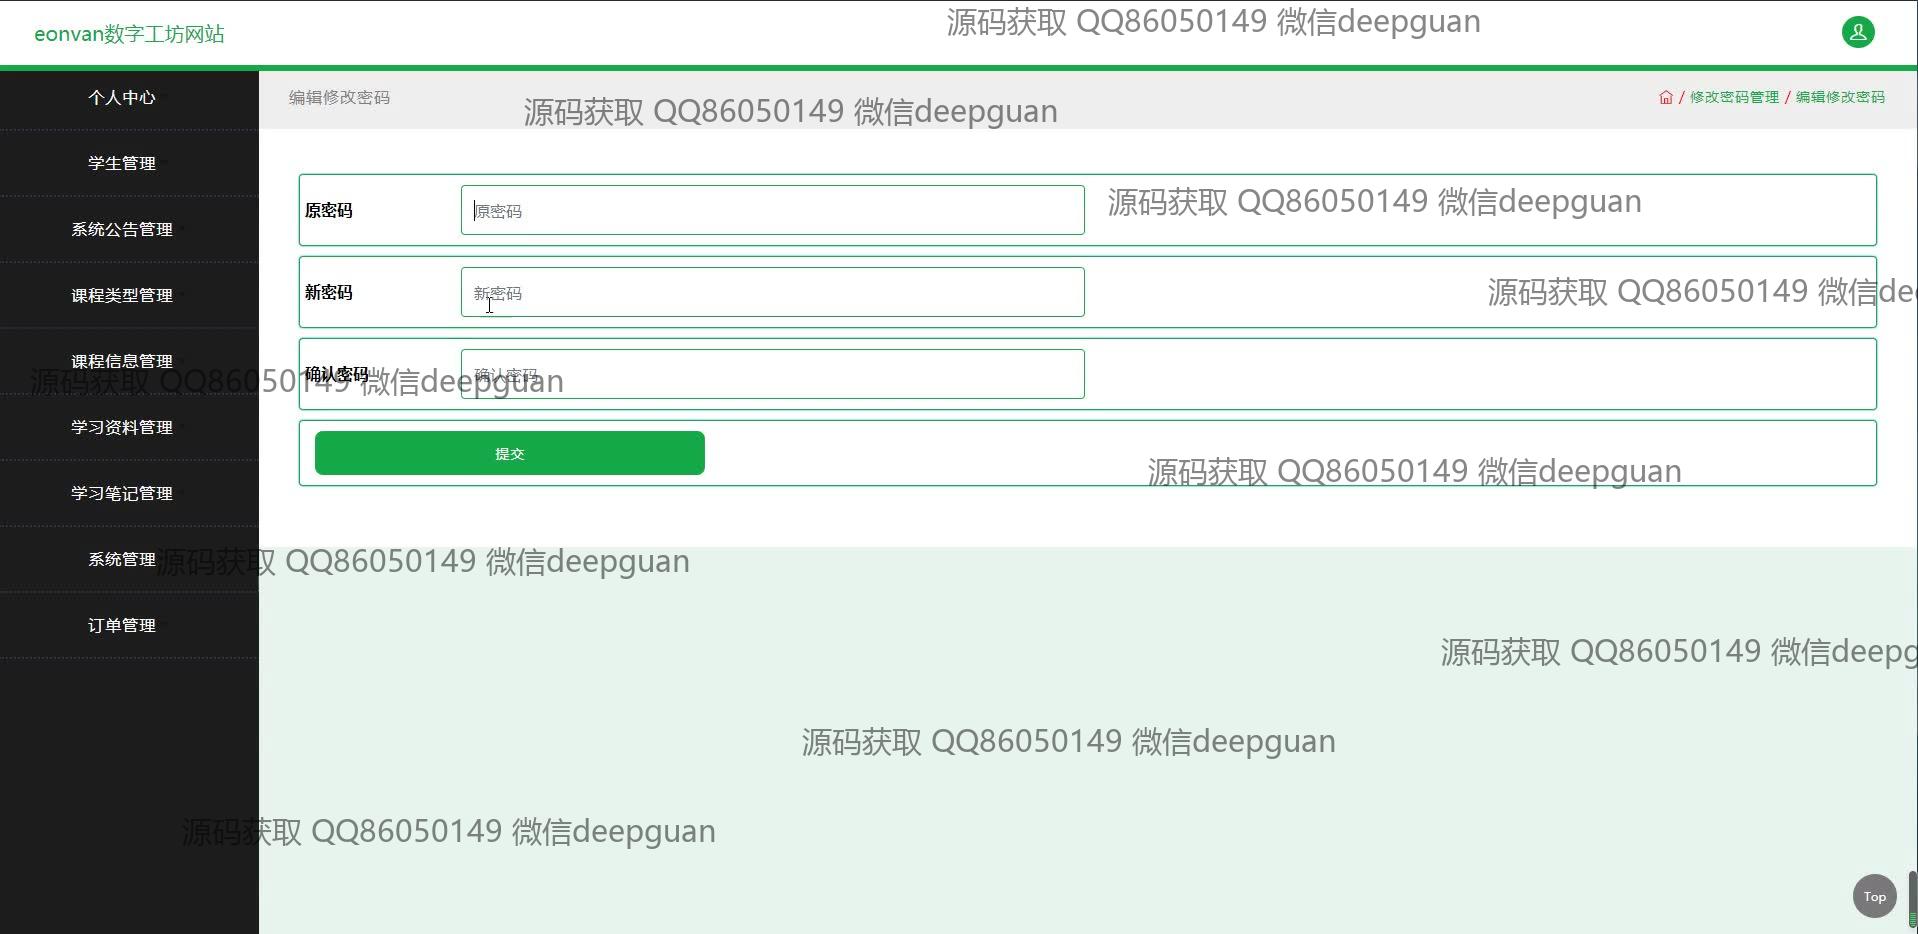 eonvan数字工坊网站
源码获取 QQ86050149 微信deepguan
个人中心
编辑修改密码
/ 修改密码管理 / 编辑修改密码
源码获取 QQ86050149 微信deepguan
学生管理
系统公告管理
课程类型管理
课程信息管理
学习资料管理
学习笔记管理
系统管理
订单管理
原密码
原密码
源码获取 QQ86050149 微信deepguan
新密码
新密码
源码获取 QQ86050149 微信de
确认密码
确认密码
源码获取 QQ86050149 微信deepguan
提交
源码获取 QQ86050149 微信deepguan
源码获取 QQ86050149 微信deepguan
源码获取 QQ86050149 微信deepg
源码获取 QQ86050149 微信deepguan
源码获取 QQ86050149 微信deepguan
Top